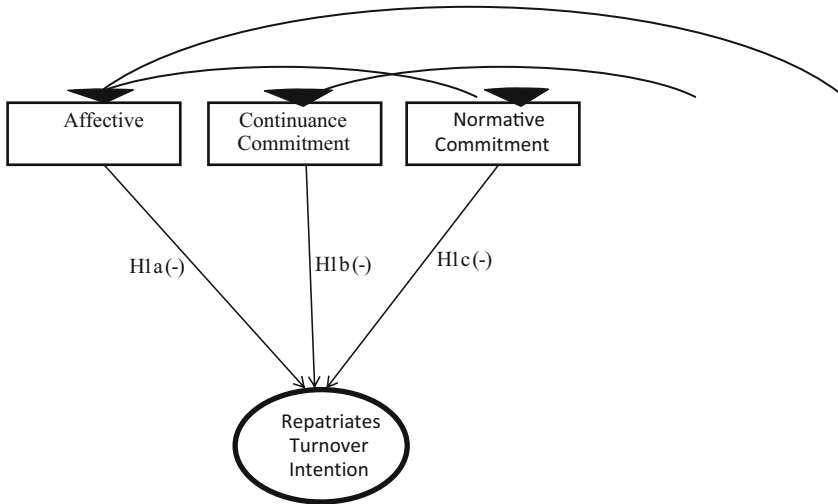 Affective
Continuance
Commitment
Normative
Commitment
H1a(-)
H1b(-)
H1c(-)
Repatriates
Turnover
Intention